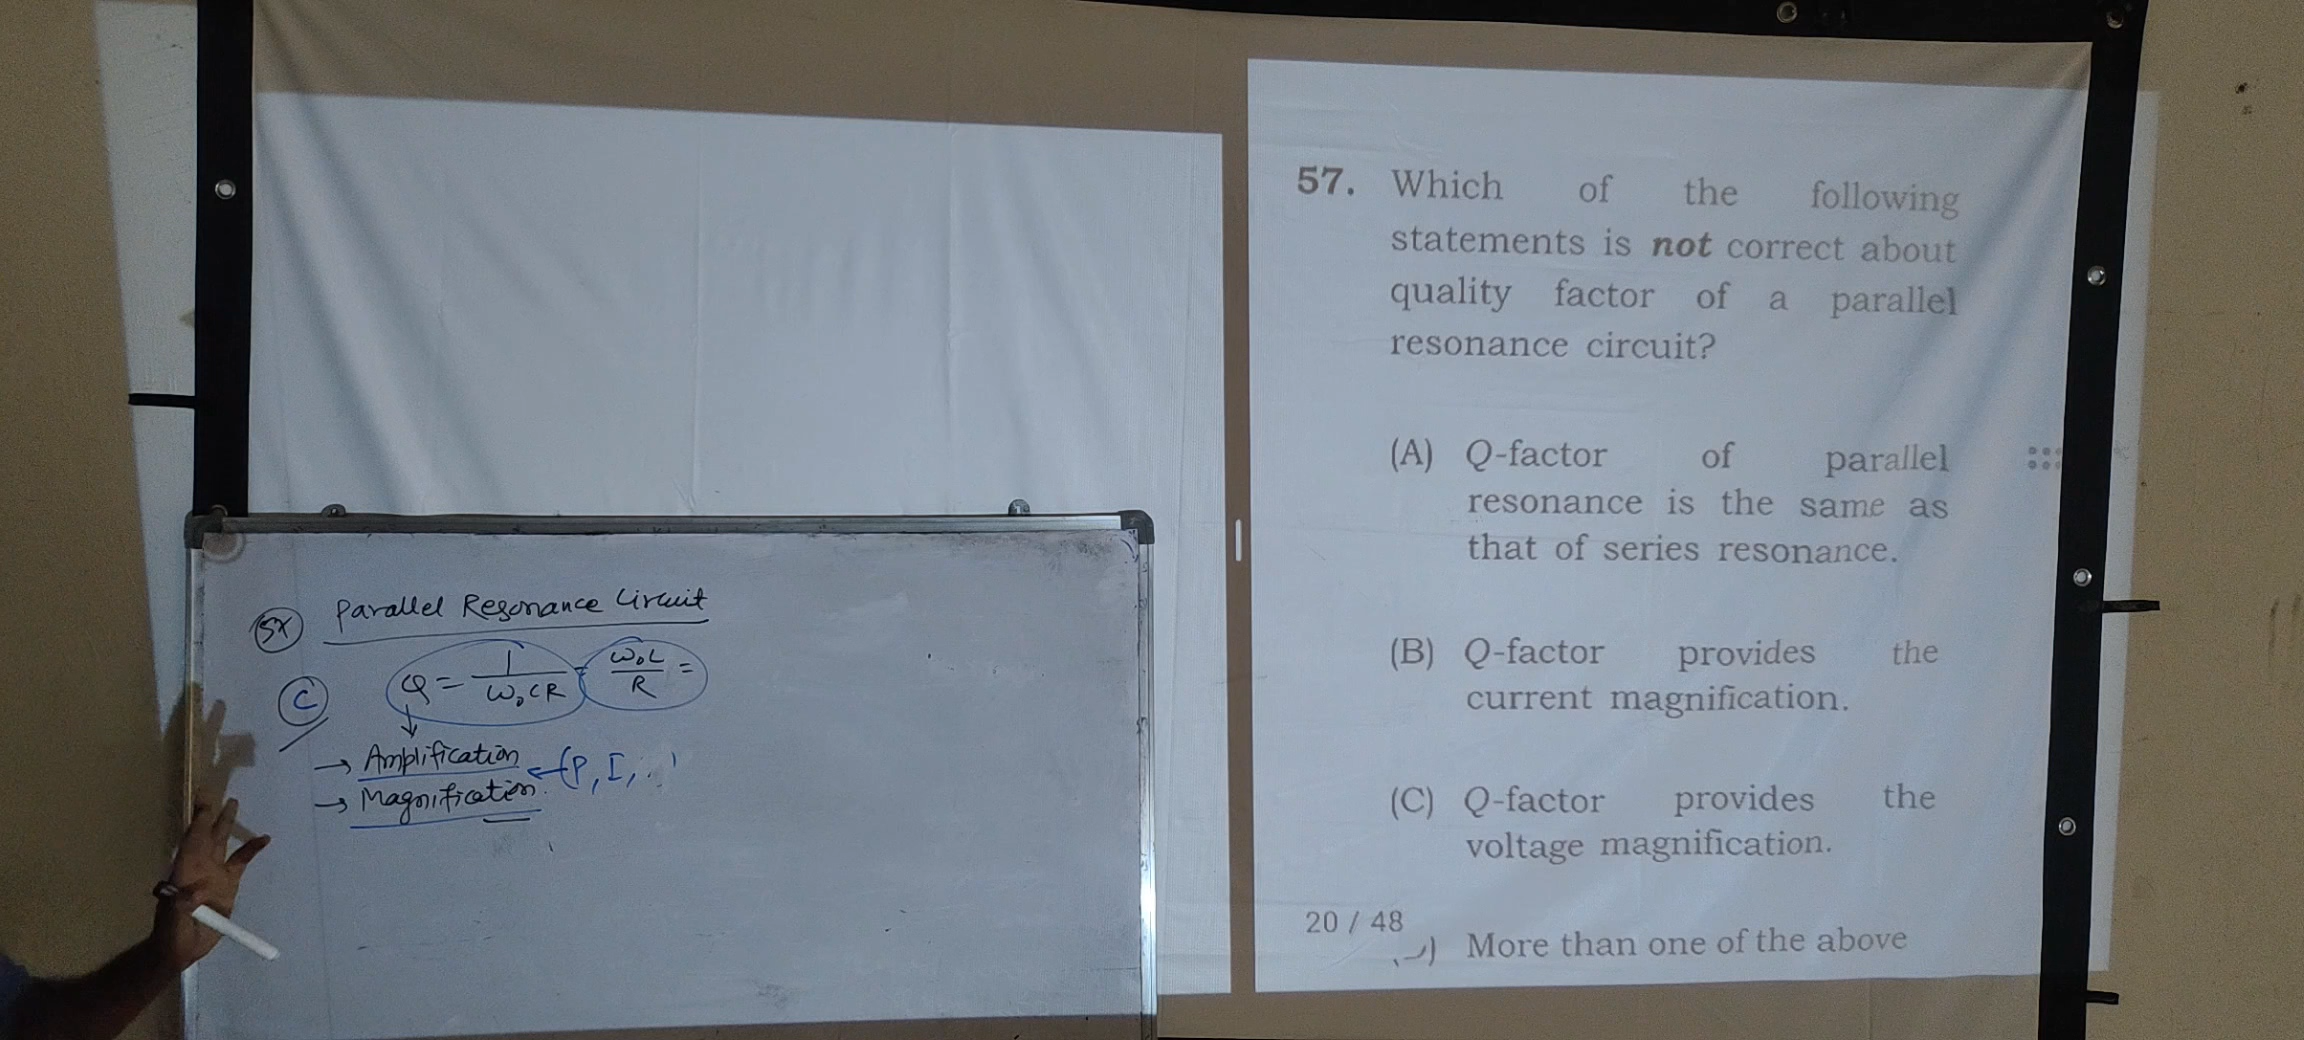 57. Which of the following
statements is not correct about
quality factor of a parallel
resonance circuit?
(A) Q-factor of parallel
resonance is the same as
that of series resonance.
(B) Q-factor provides the
current magnification.
(C) Q-factor provides the
voltage magnification.
20 / 48
More than one of the above
Parallel Resonance Circuit
C
Q = 1/ω₀CR = ω₀L/R =
→ Amplification
← (P, I, ..
→ Magnification